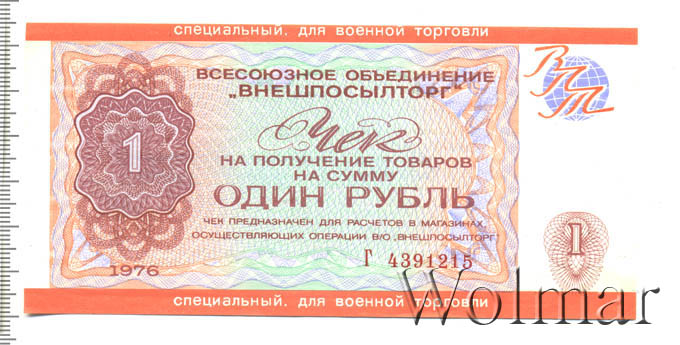 специальный. для военной торговли
ВСЕСОЮЗНОЕ ОБЪЕДИНЕНИЕ
„ВНЕШПОСЫЛТОРГ"
ВПТ
Чек
НА ПОЛУЧЕНИЕ ТОВАРОВ
НА СУММУ
ОДИН РУБЛЬ
1
ЧЕК ПРЕДНАЗНАЧЕН ДЛЯ РАСЧЕТОВ В МАГАЗИНАХ,
ОСУЩЕСТВЛЯЮЩИХ ОПЕРАЦИИ В/О „ВНЕШПОСЫЛТОРГ"
1
Г 4391215
1976
специальный. для военной торговли
Wolmar